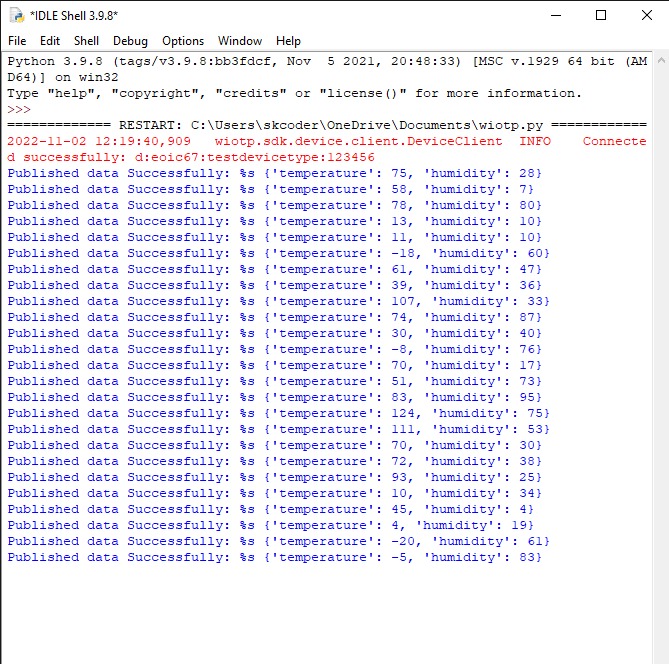 *IDLE Shell 3.9.8*
File Edit Shell Debug Options Window Help
Python 3.9.8 (tags/v3.9.8:bb3fdcf, Nov  5 2021, 20:48:33) [MSC v.1929 64 bit (AM
D64)] on win32
Type "help", "copyright", "credits" or "license()" for more information.
>>>
============= RESTART: C:\Users\skcoder\OneDrive\Documents\wiotp.py ============
2022-11-02 12:19:40,909   wiotp.sdk.device.client.DeviceClient  INFO    Connecte
d successfully: d:eoic67:testdevicetype:123456
Published data Successfully: %s {'temperature': 75, 'humidity': 28}
Published data Successfully: %s {'temperature': 58, 'humidity': 7}
Published data Successfully: %s {'temperature': 78, 'humidity': 80}
Published data Successfully: %s {'temperature': 13, 'humidity': 10}
Published data Successfully: %s {'temperature': 11, 'humidity': 10}
Published data Successfully: %s {'temperature': -18, 'humidity': 60}
Published data Successfully: %s {'temperature': 61, 'humidity': 47}
Published data Successfully: %s {'temperature': 39, 'humidity': 36}
Published data Successfully: %s {'temperature': 107, 'humidity': 33}
Published data Successfully: %s {'temperature': 74, 'humidity': 87}
Published data Successfully: %s {'temperature': 30, 'humidity': 40}
Published data Successfully: %s {'temperature': -8, 'humidity': 76}
Published data Successfully: %s {'temperature': 70, 'humidity': 17}
Published data Successfully: %s {'temperature': 51, 'humidity': 73}
Published data Successfully: %s {'temperature': 83, 'humidity': 95}
Published data Successfully: %s {'temperature': 124, 'humidity': 75}
Published data Successfully: %s {'temperature': 111, 'humidity': 53}
Published data Successfully: %s {'temperature': 70, 'humidity': 30}
Published data Successfully: %s {'temperature': 72, 'humidity': 38}
Published data Successfully: %s {'temperature': 93, 'humidity': 25}
Published data Successfully: %s {'temperature': 10, 'humidity': 34}
Published data Successfully: %s {'temperature': 45, 'humidity': 4}
Published data Successfully: %s {'temperature': 4, 'humidity': 19}
Published data Successfully: %s {'temperature': -20, 'humidity': 61}
Published data Successfully: %s {'temperature': -5, 'humidity': 83}